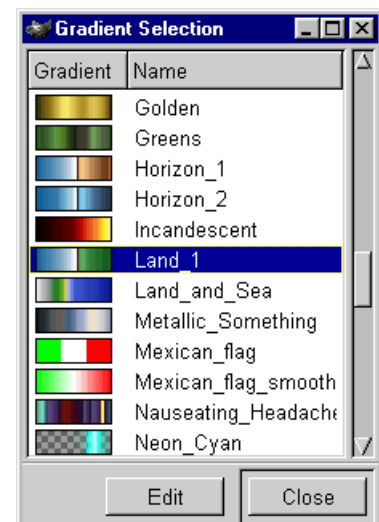 Gradient Selection
Gradient Name
Golden
Greens
Horizon_1
Horizon_2
Incandescent
Land_1
Land_and_Sea
Metallic_Something
Mexican_flag
Mexican_flag_smooth
Nauseating_Headache
Neon_Cyan
Edit Close